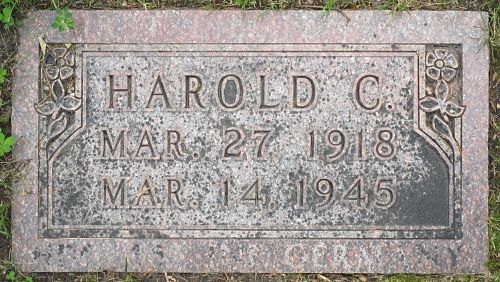 HAROLD C.
MAR. 27, 1918
MAR. 14, 1945